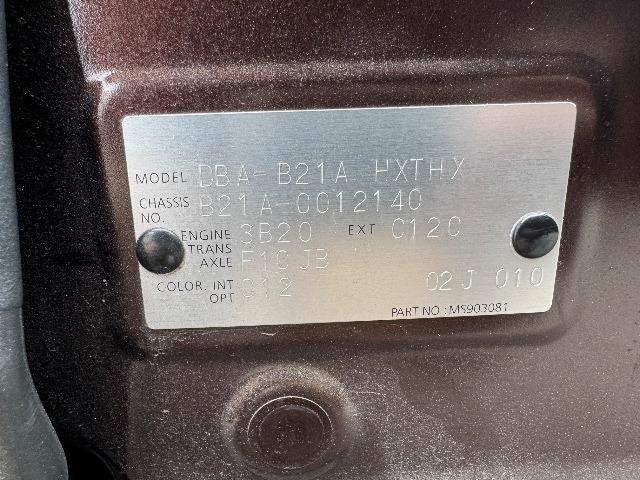 MODEL DBA-B21A HXTHX
CHASSIS NO. B21A-0012140
ENGINE 3B20 EXT C12C
TRANS AXLE F1CJB
COLOR. INT C12
OPT 02J 010
PART NO : MS903081